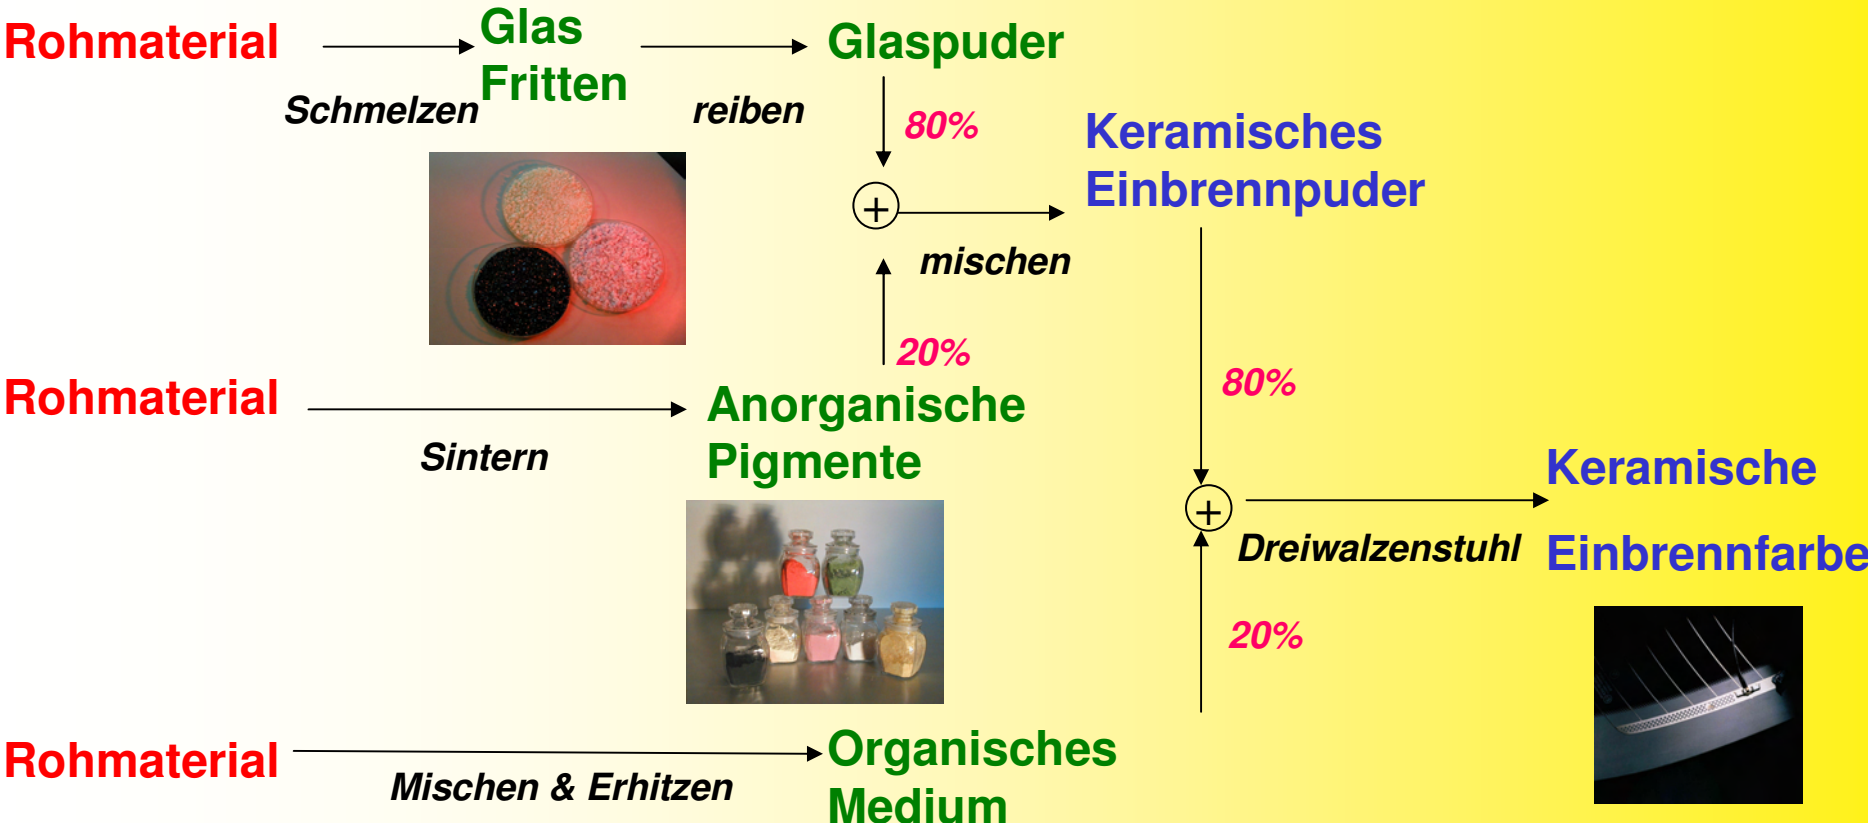 Rohmaterial
Glas
Fritten
Glaspuder
Schmelzen
reiben
80%
Keramisches
Einbrennpuder
+
mischen
20%
Rohmaterial
Anorganische
Pigmente
Sintern
80%
Keramische
Einbrennfarbe
+
Dreiwalzenstuhl
20%
Rohmaterial
Organisches
Medium
Mischen & Erhitzen